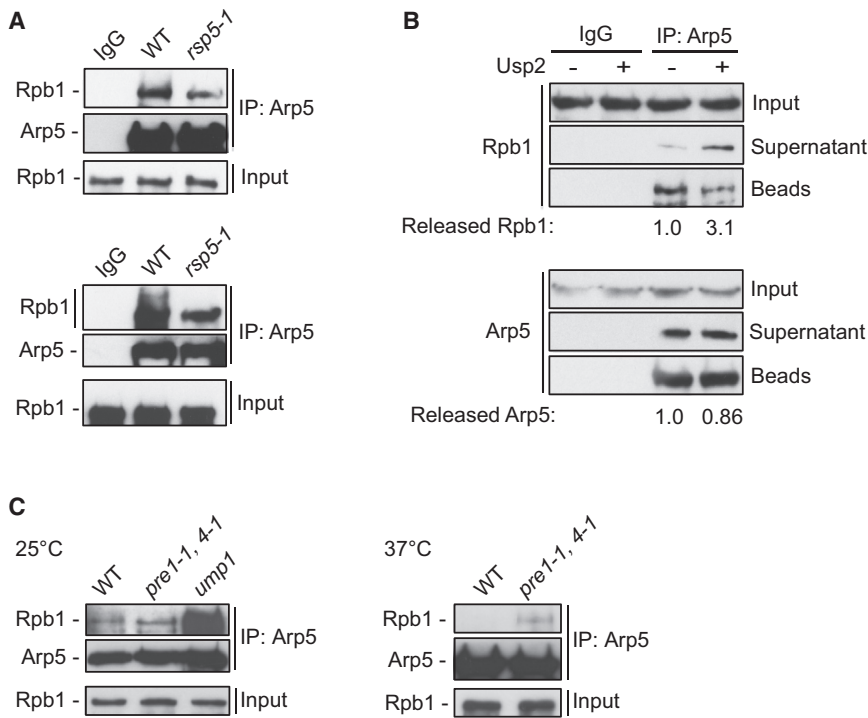 A
IgG WT rsp5-1
Rpb1 -
Arp5 -
IP: Arp5
Rpb1 - Input
IgG WT rsp5-1
Rpb1
Arp5 -
IP: Arp5
Rpb1 - Input
B
IgG IP: Arp5
Usp2 - + - +
Rpb1
Input
Supernatant
Beads
Released Rpb1: 1.0 3.1
Arp5
Input
Supernatant
Beads
Released Arp5: 1.0 0.86
C
25°C
WT pre1-1, 4-1 ump1
Rpb1 -
Arp5 -
IP: Arp5
Rpb1 - Input
37°C
WT pre1-1, 4-1
Rpb1 -
Arp5 -
IP: Arp5
Rpb1 - Input